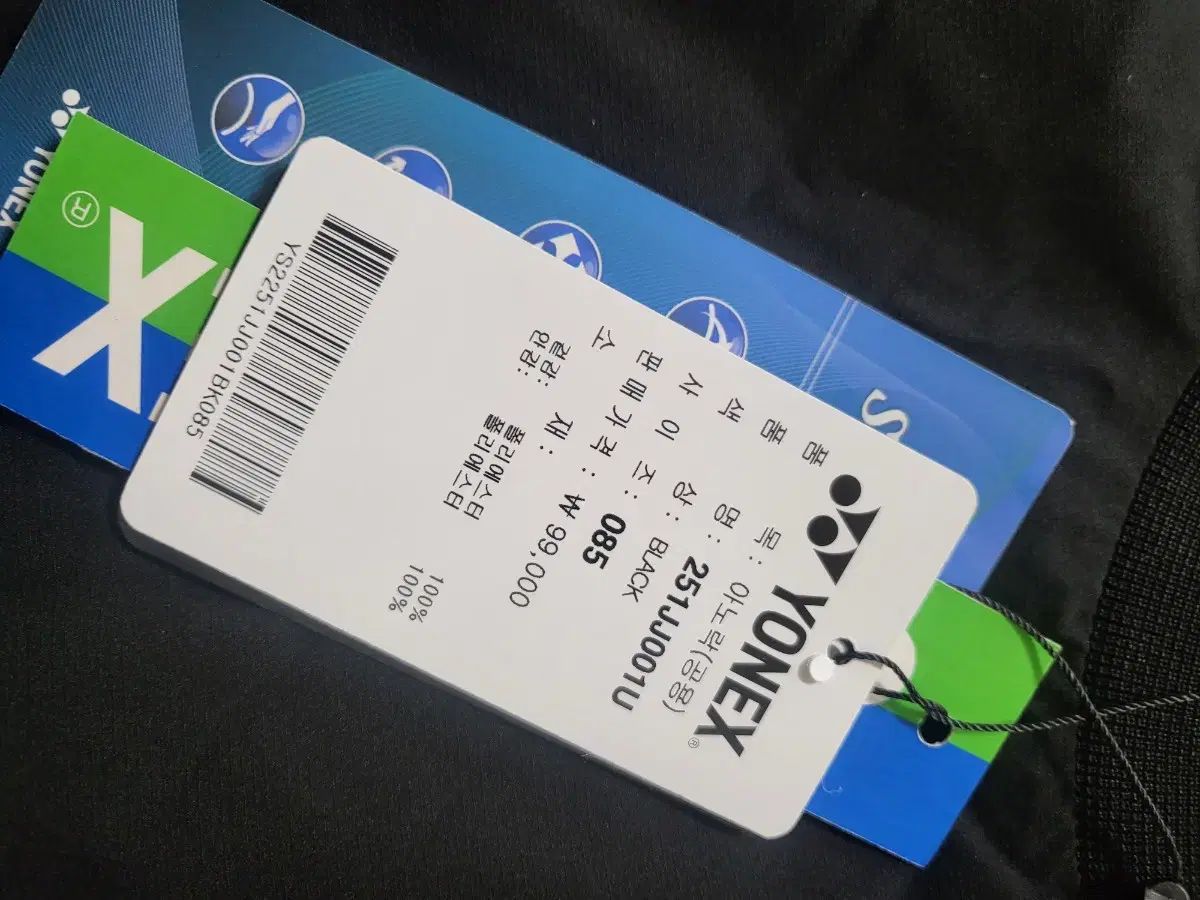 YONEX®
품 목: 아노락(공용)
품 명: 251JJ001U
색 상: BLACK
사 이 즈: 085
판 매 가 격: ₩ 99,000
소 재:
겉감: 폴리에스터 100%
안감: 폴리에스터 100%
YS2251JJ001BK085
YONEX
X®
S